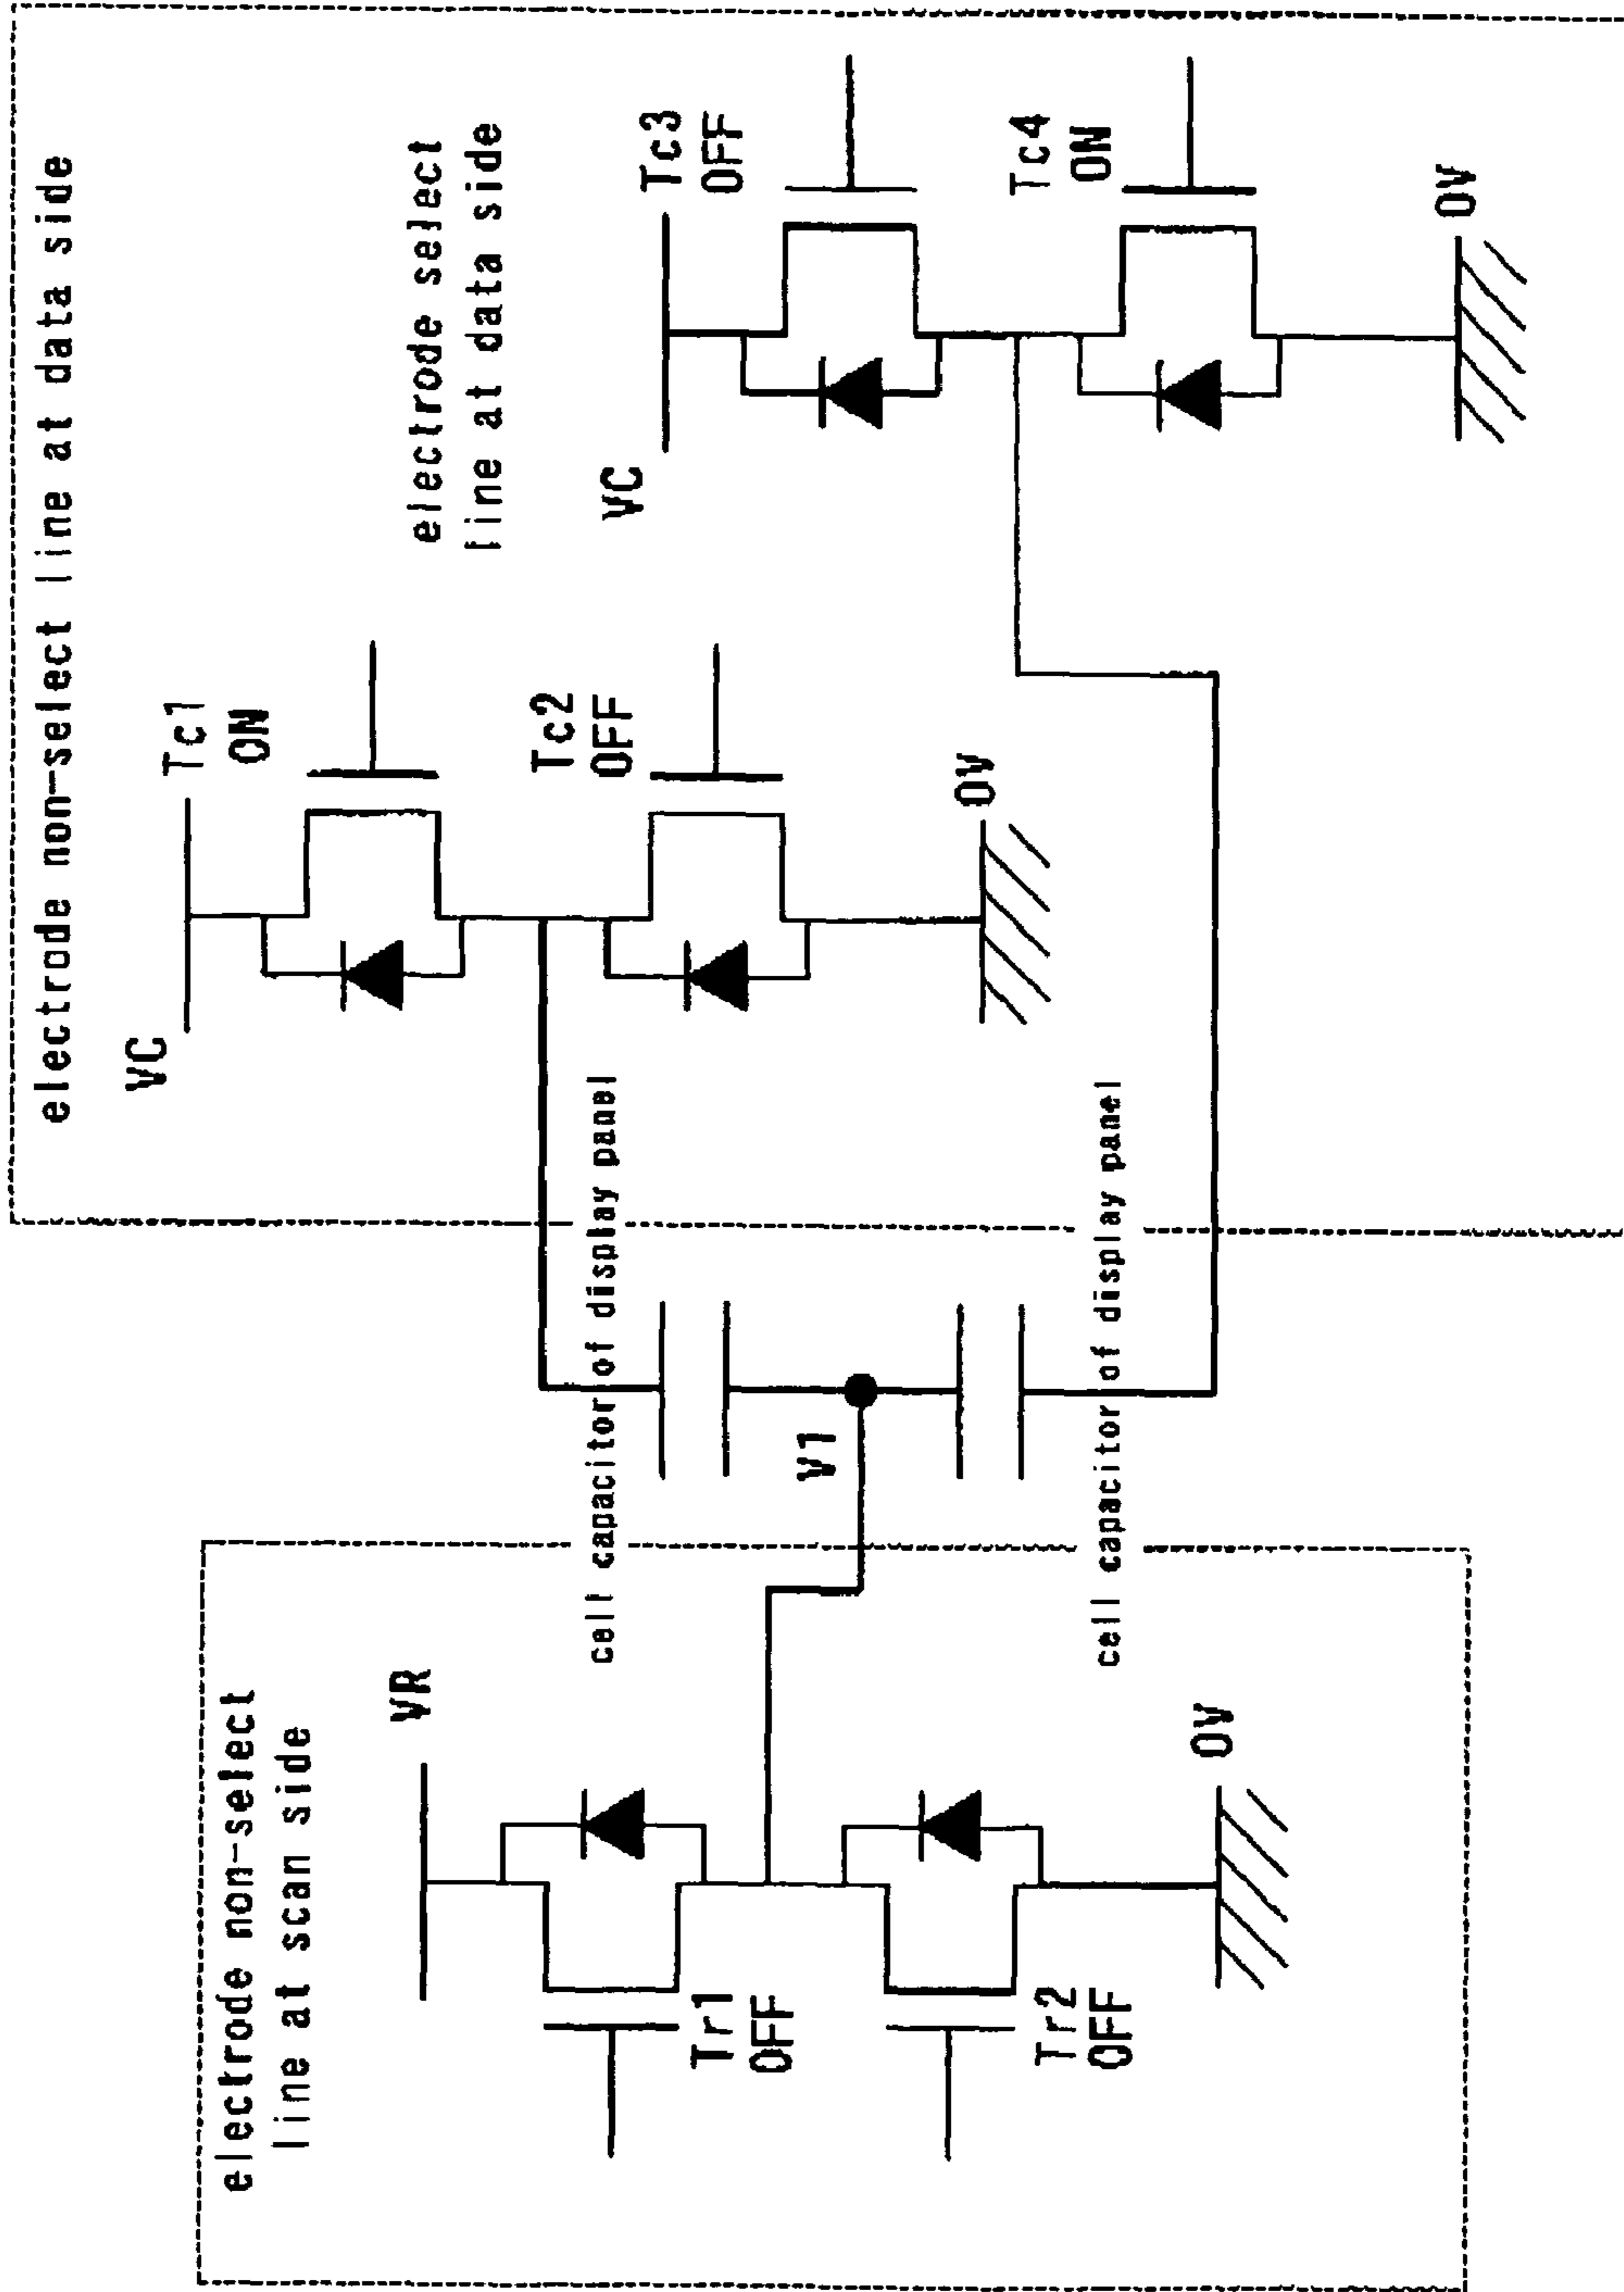 electrode non-select line at data side
electrode non-select
line at scan side
VR
Tr1
OFF
Tr2
OFF
0V
cell capacitor of display panel
V1
cell capacitor of display panel
VC
Tc1
ON
Tc2
OFF
0V
electrode select
line at data side
VC
Tc3
OFF
Tc4
ON
0V